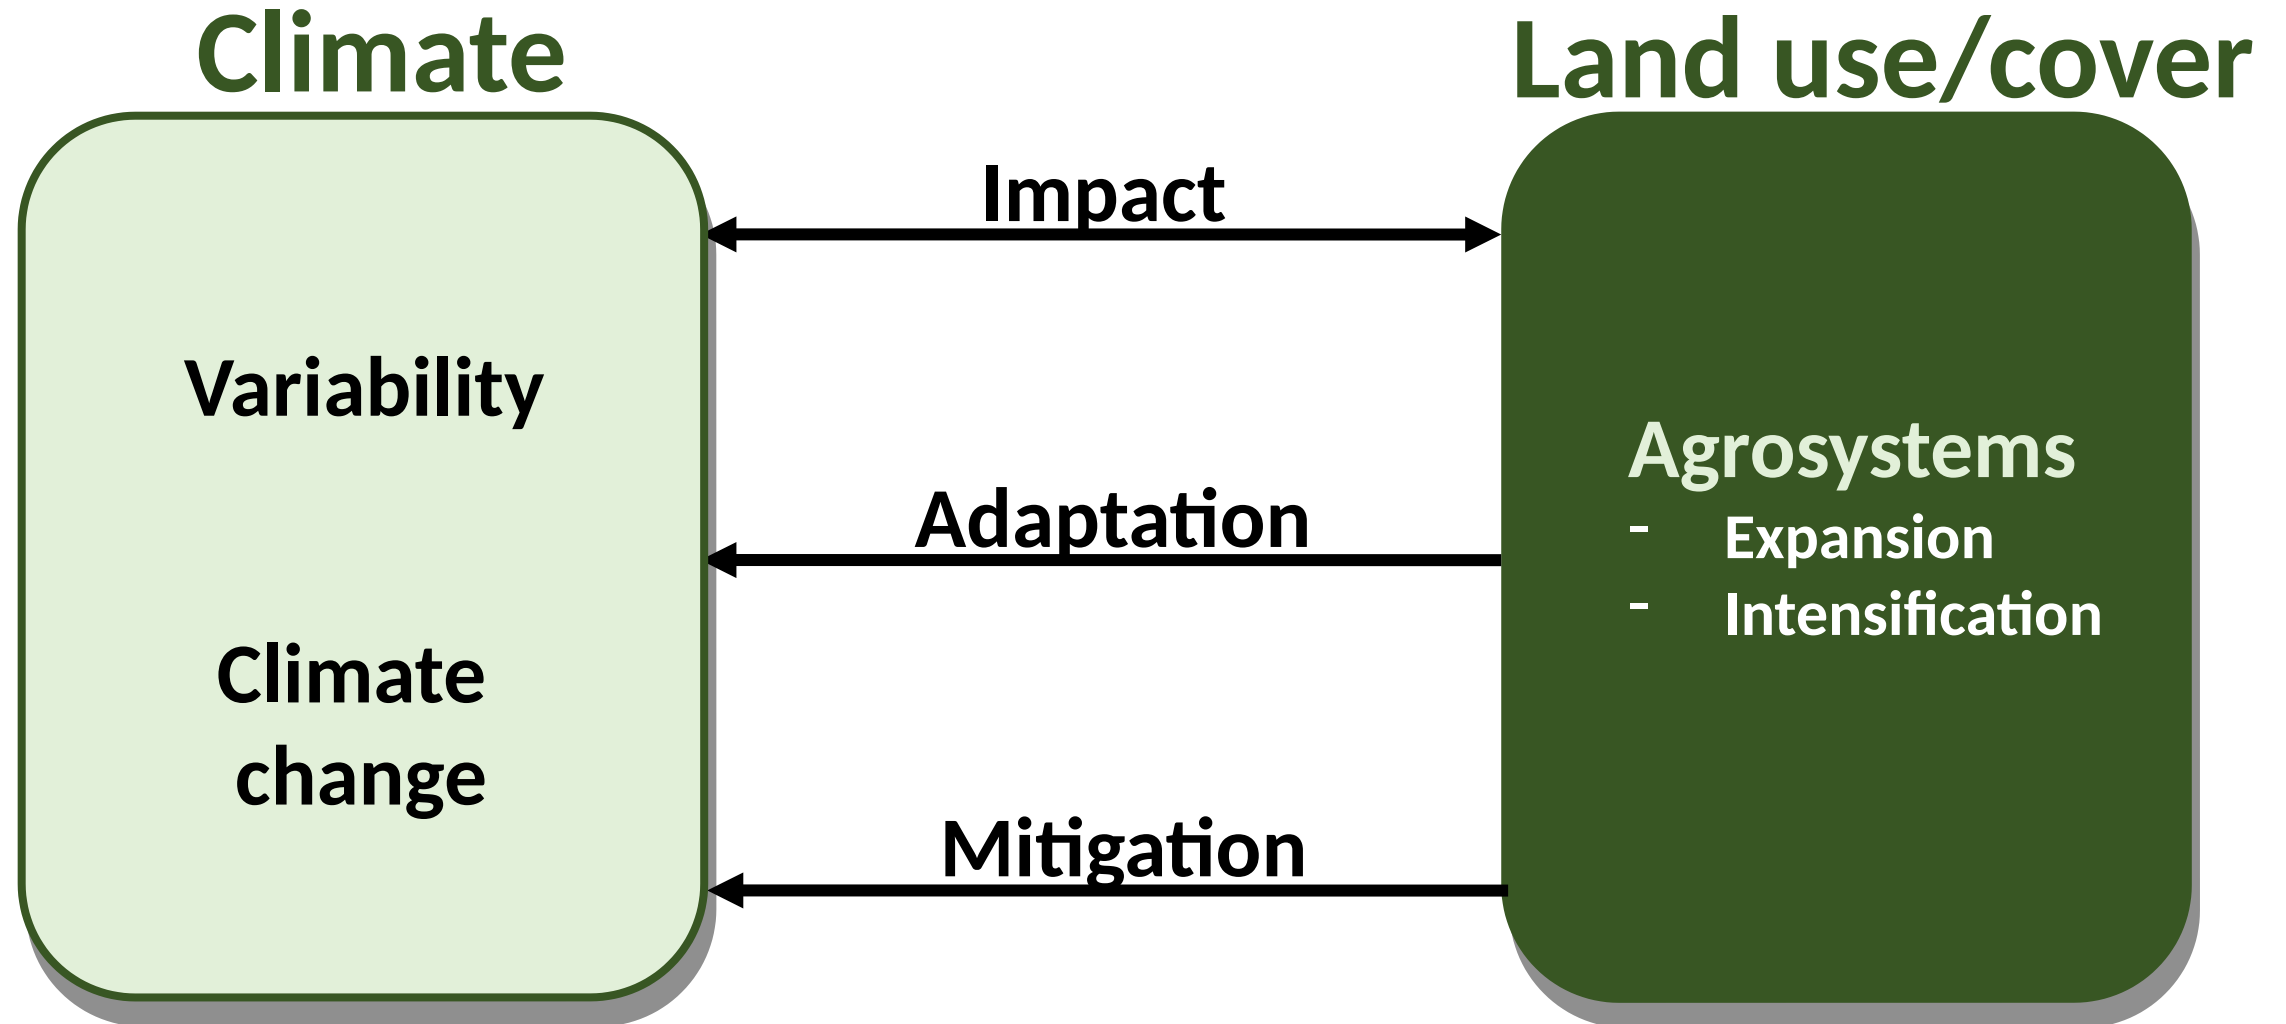 Climate
Land use/cover
Impact
Variability
Agrosystems
Adaptation
- Expansion
- Intensification
Climate
change
Mitigation